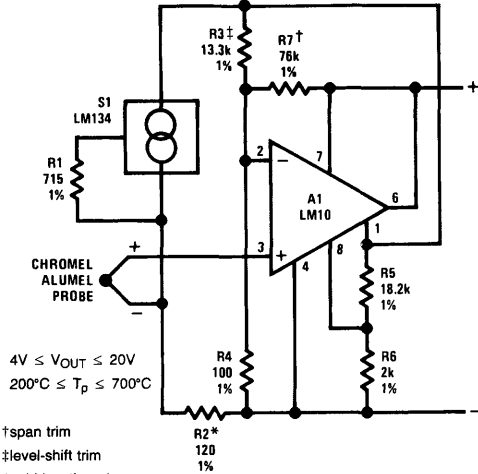 R3‡
13.3k
1%
R7†
76k
1%
+
S1
LM134
R1
715
1%
2
−
7
A1
LM10
6
1
3
+
4
8
+
CHROMEL
ALUMEL
PROBE
−
R5
18.2k
1%
R4
100
1%
R6
2k
1%
4V ≤ VOUT ≤ 20V
200°C ≤ Tp ≤ 700°C
−
†span trim
R2*
120
1%
‡level-shift trim